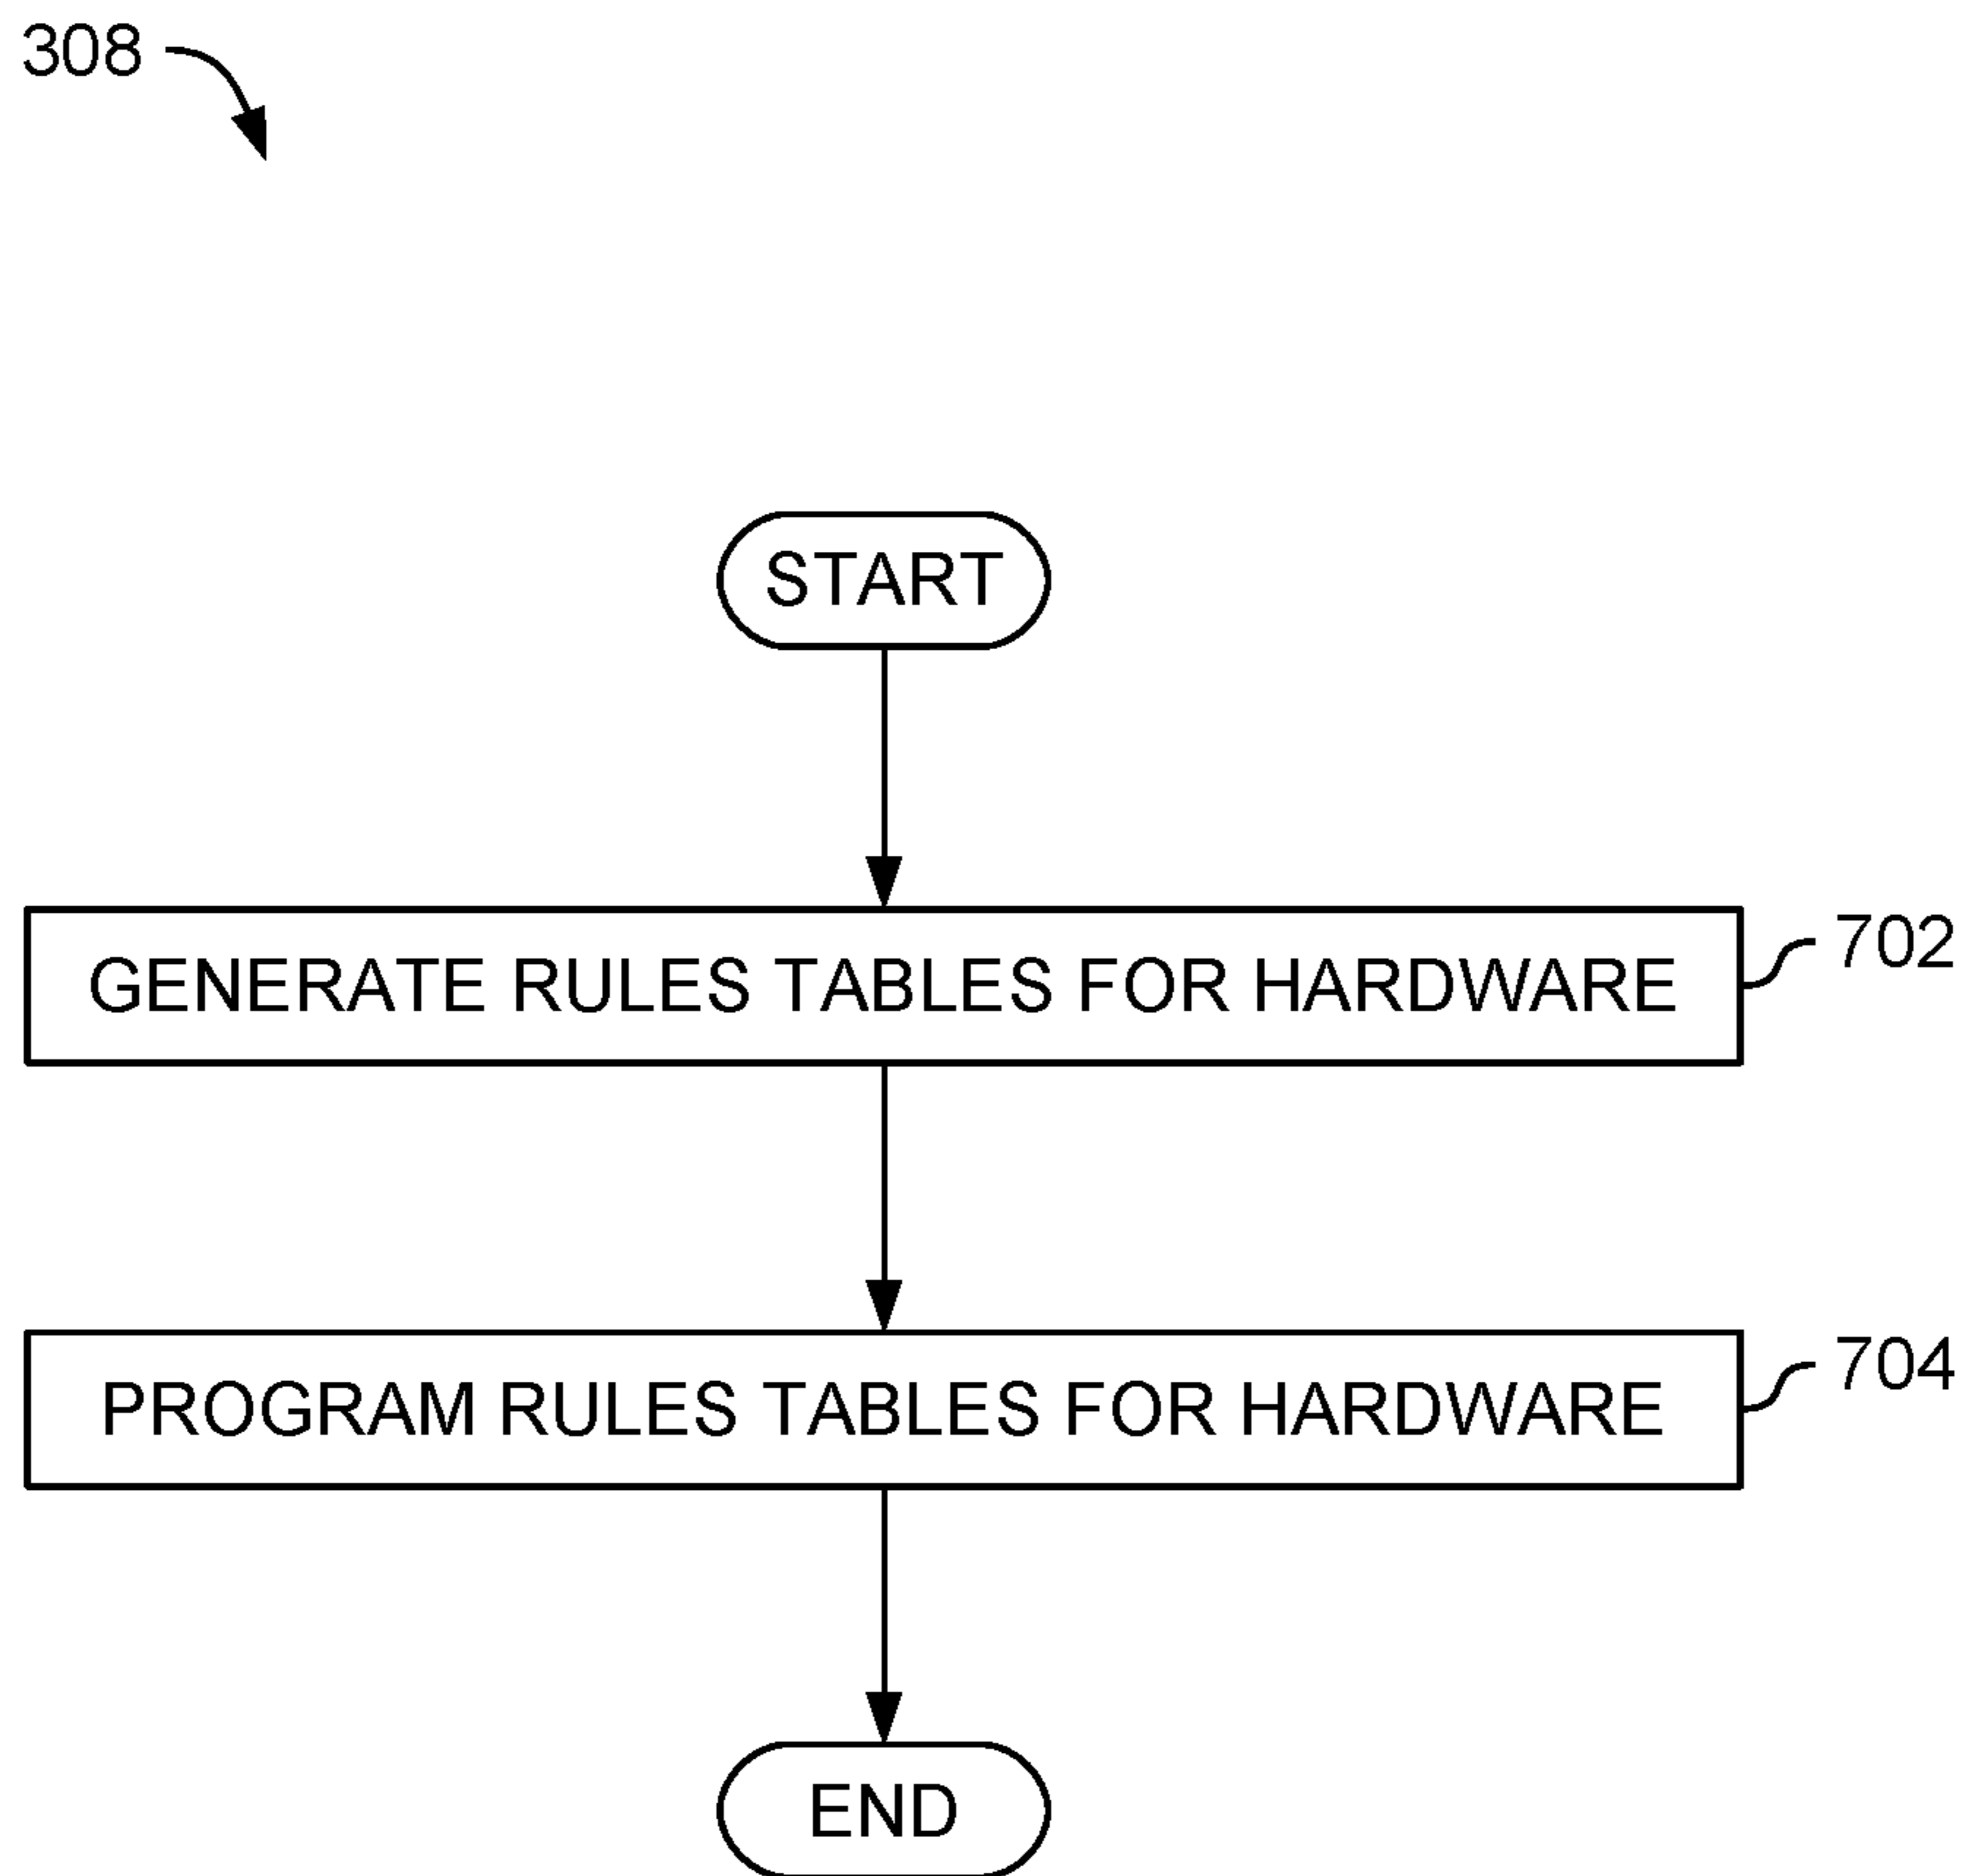 308
START
GENERATE RULES TABLES FOR HARDWARE
702
PROGRAM RULES TABLES FOR HARDWARE
704
END